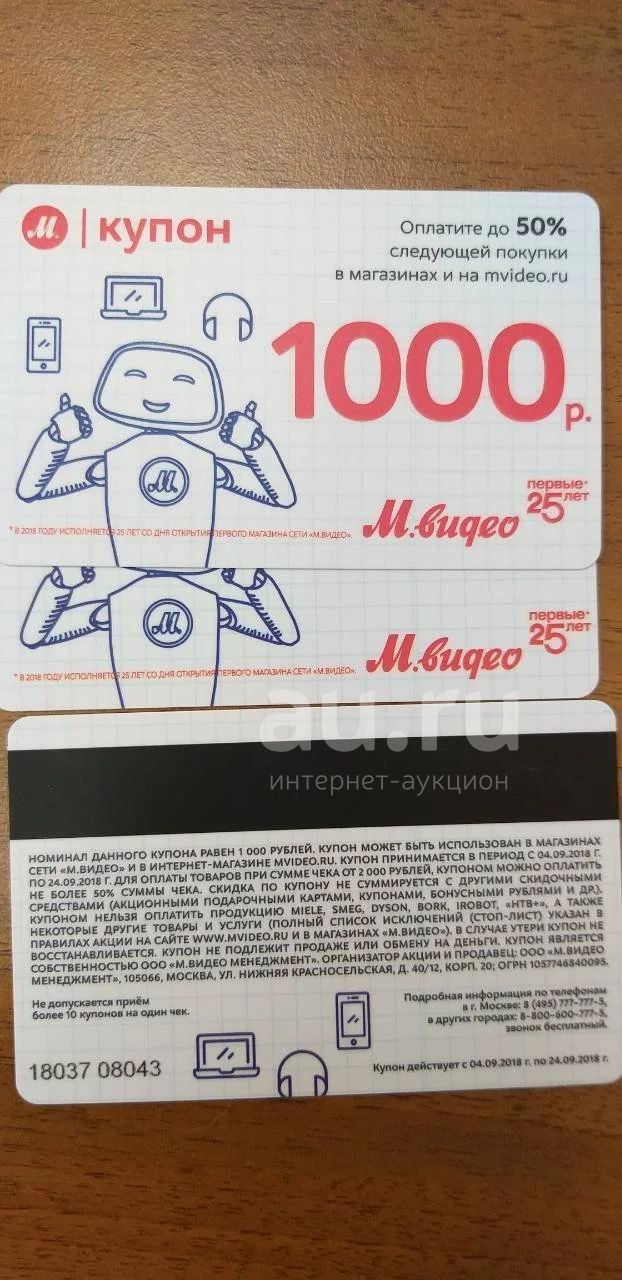 М. | купон
Оплатите до 50%
следующей покупки
в магазинах и на mvideo.ru
1000 р.
М
первые*
25 лет
М.видео
* В 2018 ГОДУ ИСПОЛНЯЕТСЯ 25 ЛЕТ СО ДНЯ ОТКРЫТИЯ ПЕРВОГО МАГАЗИНА СЕТИ «М.ВИДЕО».
М
первые*
25 лет
М.видео
* В 2018 ГОДУ ИСПОЛНЯЕТСЯ 25 ЛЕТ СО ДНЯ ОТКРЫТИЯ ПЕРВОГО МАГАЗИНА СЕТИ «М.ВИДЕО».
au.ru
интернет-аукцион
НОМИНАЛ ДАННОГО КУПОНА РАВЕН 1 000 РУБЛЕЙ. КУПОН МОЖЕТ БЫТЬ ИСПОЛЬЗОВАН В МАГАЗИНАХ
СЕТИ «М.ВИДЕО» И В ИНТЕРНЕТ-МАГАЗИНЕ MVIDEO.RU. КУПОН ПРИНИМАЕТСЯ В ПЕРИОД С 04.09.2018 Г.
ПО 24.09.2018 Г. ДЛЯ ОПЛАТЫ ТОВАРОВ ПРИ СУММЕ ЧЕКА ОТ 2 000 РУБЛЕЙ, КУПОНОМ МОЖНО ОПЛАТИТЬ
НЕ БОЛЕЕ 50% СУММЫ ЧЕКА. СКИДКА ПО КУПОНУ НЕ СУММИРУЕТСЯ С ДРУГИМИ СКИДОЧНЫМИ
СРЕДСТВАМИ (АКЦИОННЫМИ ПОДАРОЧНЫМИ КАРТАМИ, КУПОНАМИ, БОНУСНЫМИ РУБЛЯМИ И ДР.).
КУПОНОМ НЕЛЬЗЯ ОПЛАТИТЬ ПРОДУКЦИЮ MIELE, SMEG, DYSON, BORK, IROBOT, «НТВ+», А ТАКЖЕ
НЕКОТОРЫЕ ДРУГИЕ ТОВАРЫ И УСЛУГИ (ПОЛНЫЙ СПИСОК ИСКЛЮЧЕНИЙ (СТОП-ЛИСТ) УКАЗАН В
ПРАВИЛАХ АКЦИИ НА САЙТЕ WWW.MVIDEO.RU И В МАГАЗИНАХ «М.ВИДЕО»). В СЛУЧАЕ УТЕРИ КУПОН НЕ
ВОССТАНАВЛИВАЕТСЯ. КУПОН НЕ ПОДЛЕЖИТ ПРОДАЖЕ ИЛИ ОБМЕНУ НА ДЕНЬГИ. КУПОН ЯВЛЯЕТСЯ
СОБСТВЕННОСТЬЮ ООО «М.ВИДЕО МЕНЕДЖМЕНТ». ОРГАНИЗАТОР АКЦИИ И ПРОДАВЕЦ: ООО «М.ВИДЕО
МЕНЕДЖМЕНТ», 105066, МОСКВА, УЛ. НИЖНЯЯ КРАСНОСЕЛЬСКАЯ, Д. 40/12, КОРП. 20; ОГРН 1057746840095.
Не допускается приём
более 10 купонов на один чек.
Подробная информация по телефонам
в г. Москве: 8 (495) 777-777-5,
в других городах: 8-800-600-777-5,
звонок бесплатный.
18037 08043
Купон действует с 04.09.2018 г. по 24.09.2018 г.